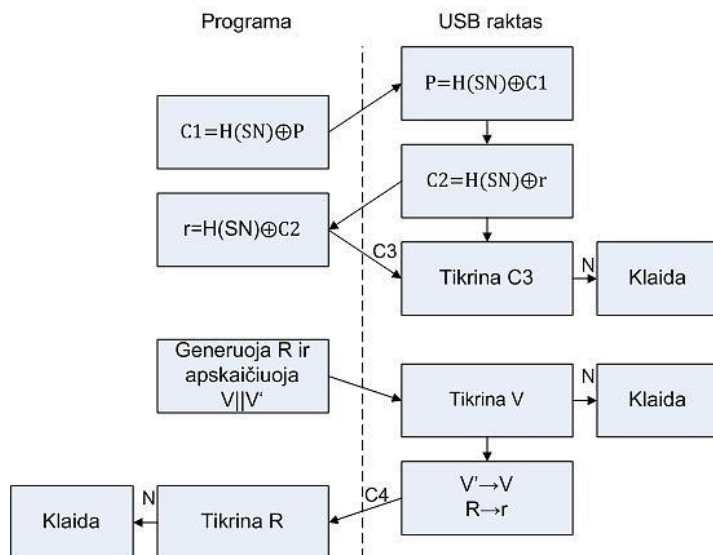 Programa
USB raktas
P=H(SN)⊕C1
C1=H(SN)⊕P
C2=H(SN)⊕r
r=H(SN)⊕C2
C3
Tikrina C3
N
Klaida
Generuoja R ir
apskaičiuoja
V||V‘
Tikrina V
N
Klaida
V'→V
R→r
C4
Tikrina R
N
Klaida